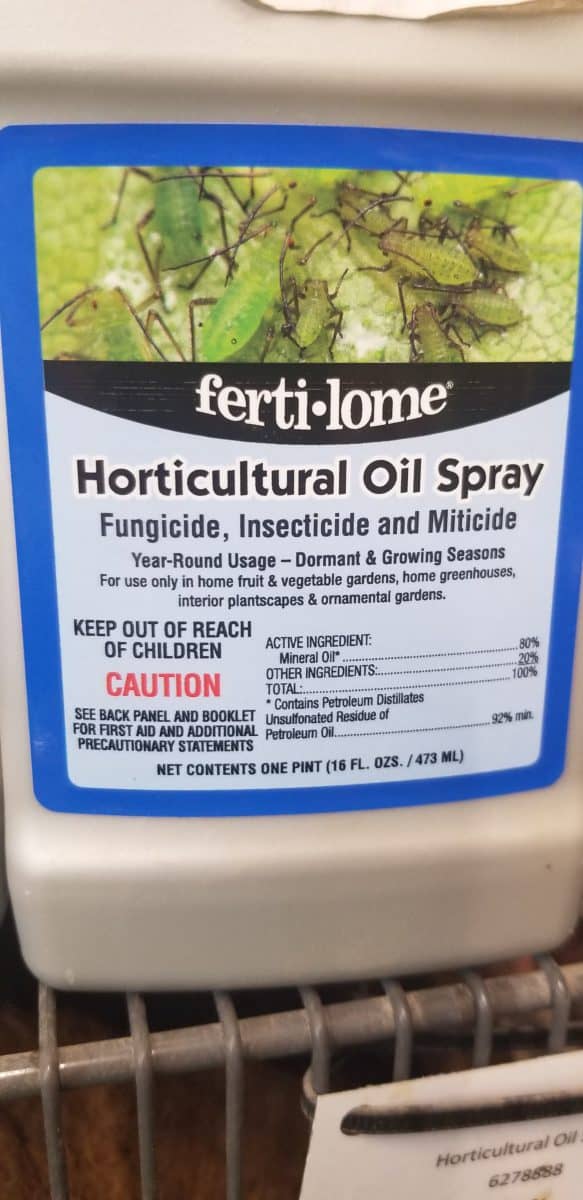 ferti•lome®
Horticultural Oil Spray
Fungicide, Insecticide and Miticide
Year-Round Usage – Dormant & Growing Seasons
For use only in home fruit & vegetable gardens, home greenhouses,
interior plantscapes & ornamental gardens.
KEEP OUT OF REACH
OF CHILDREN
CAUTION
SEE BACK PANEL AND BOOKLET
FOR FIRST AID AND ADDITIONAL
PRECAUTIONARY STATEMENTS
ACTIVE INGREDIENT:
Mineral Oil* 80%
OTHER INGREDIENTS: 20%
TOTAL: 100%
* Contains Petroleum Distillates
Unsulfonated Residue of
Petroleum Oil 92% min.
NET CONTENTS ONE PINT (16 FL. OZS. / 473 ML)
Horticultural Oil
6278888